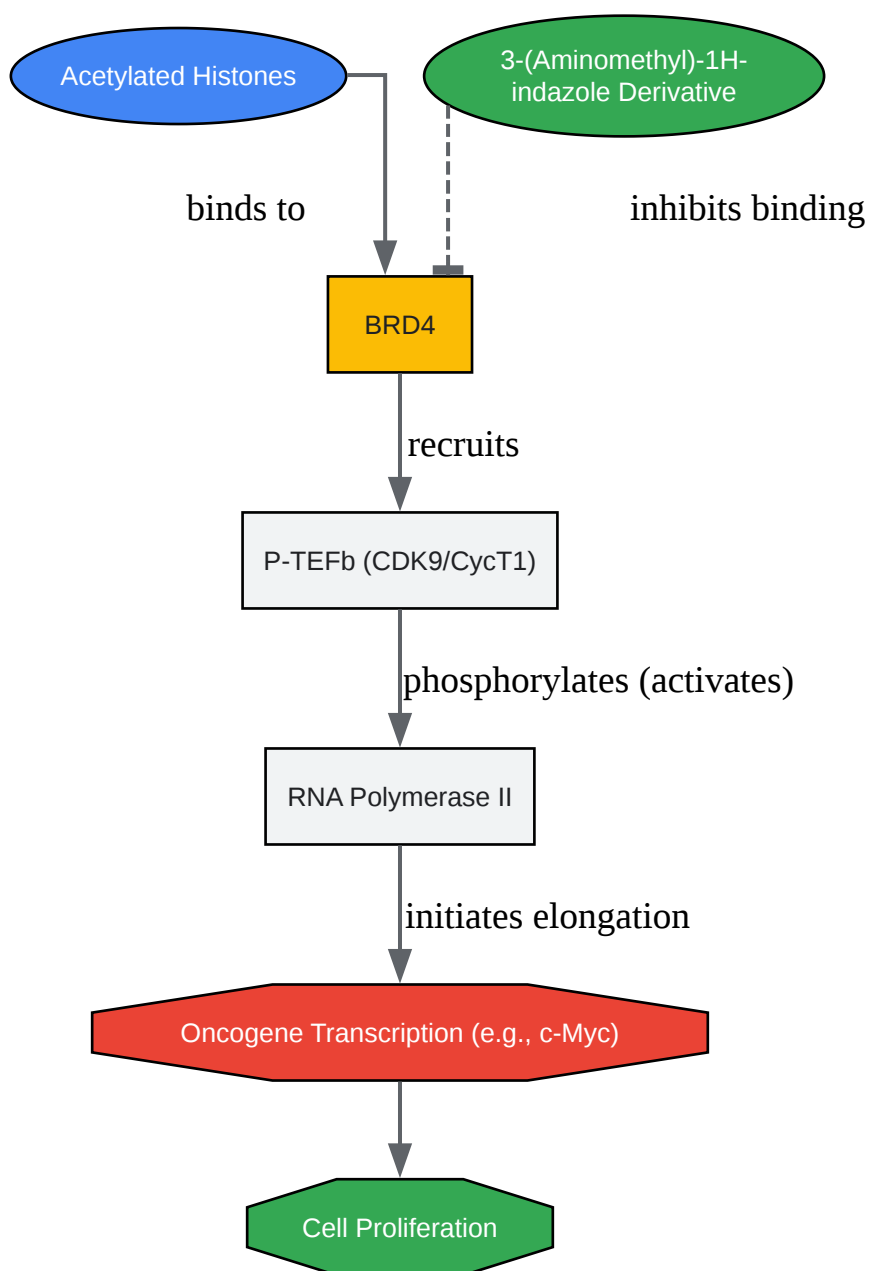 Acetylated Histones
3-(Aminomethyl)-1H-
indazole Derivative
binds to
inhibits binding
BRD4
recruits
P-TEFb (CDK9/CycT1)
phosphorylates (activates)
RNA Polymerase II
initiates elongation
Oncogene Transcription (e.g., c-Myc)
Cell Proliferation